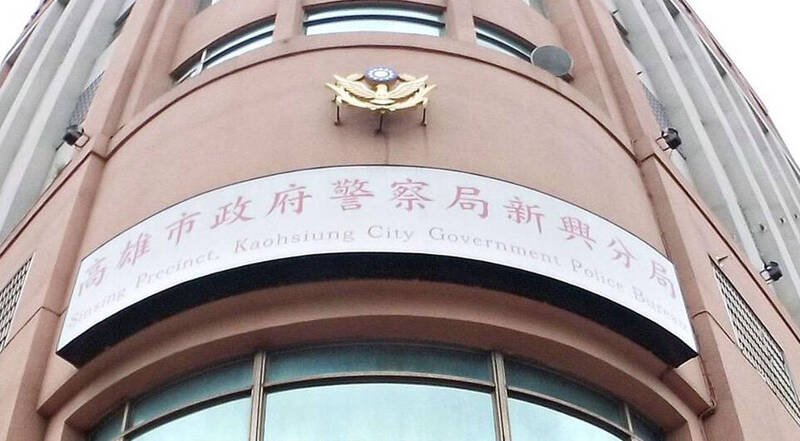 高雄市政府警察局新興分局
Sinsing Precinct, Kaohsiung City Government Police Bureau